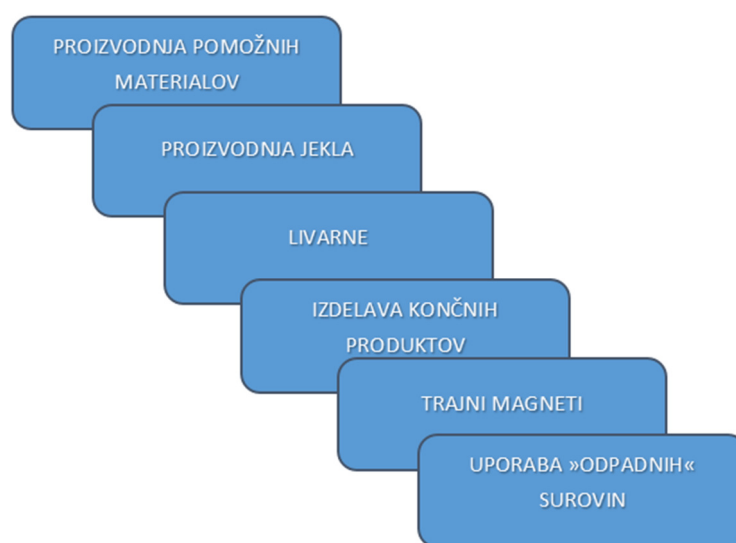 PROIZVODNJA POMOŽNIH
MATERIALOV
PROIZVODNJA JEKLA
LIVARNE
IZDELAVA KONČNIH
PRODUKTOV
TRAJNI MAGNETI
UPORABA »ODPADNIH«
SUROVIN